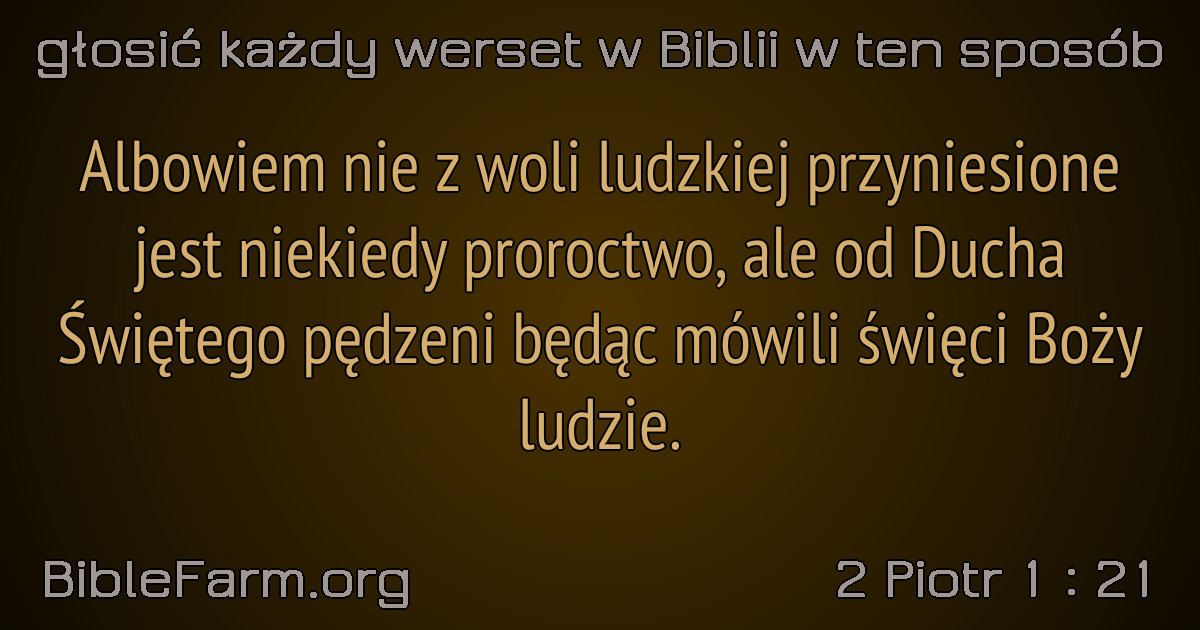 głosić każdy werset w Biblii w ten sposób
Albowiem nie z woli ludzkiej przyniesione
jest niekiedy proroctwo, ale od Ducha
Świętego pędzeni będąc mówili święci Boży
ludzie.
BibleFarm.org
2 Piotr 1 : 21